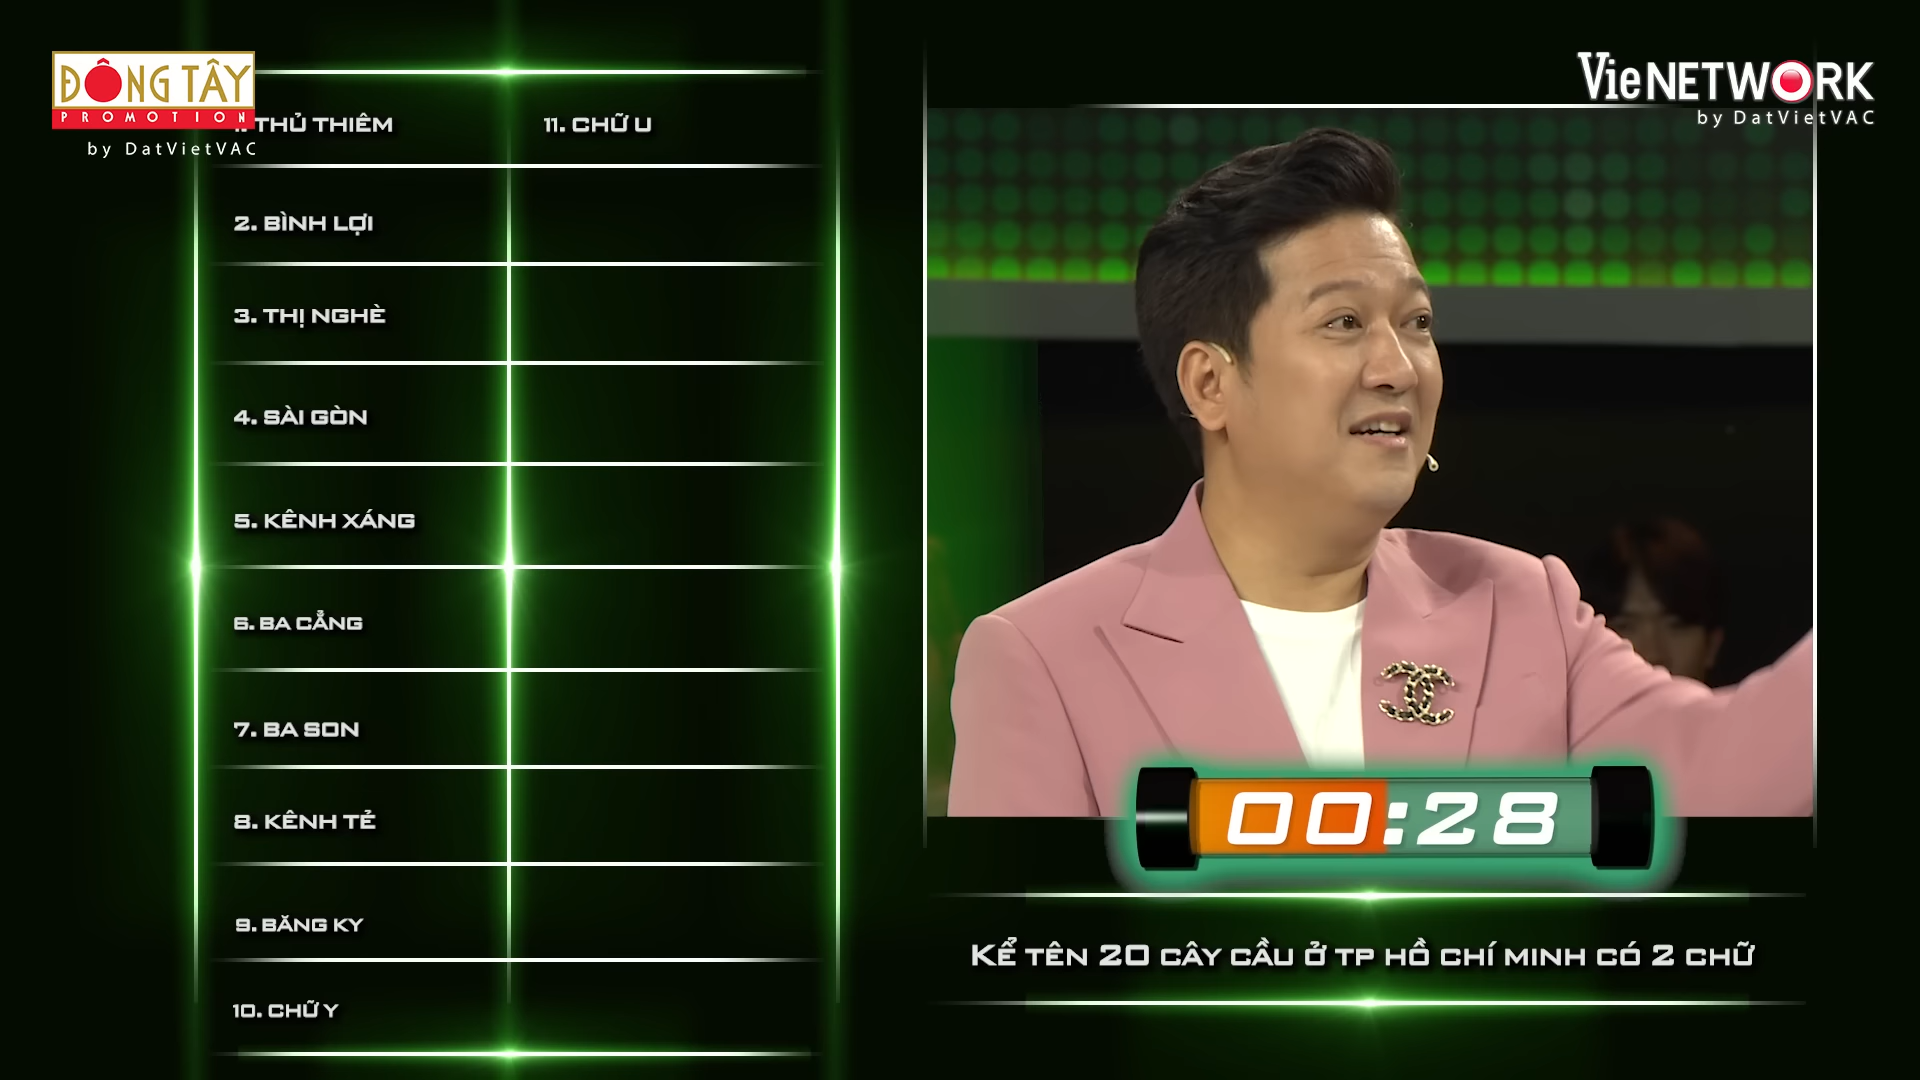 ĐÔNG TÂY
PROMOTION
by DatVietVAC
VieNETWORK
by DatVietVAC
1. THỦ THIÊM
2. BÌNH LỢI
3. THỊ NGHÈ
4. SÀI GÒN
5. KÊNH XÁNG
6. BA CẲNG
7. BA SON
8. KÊNH TẺ
9. BĂNG KY
10. CHỮ Y
11. CHỮ U
00:28
KỂ TÊN 20 CÂY CẦU Ở TP HỒ CHÍ MINH CÓ 2 CHỮ